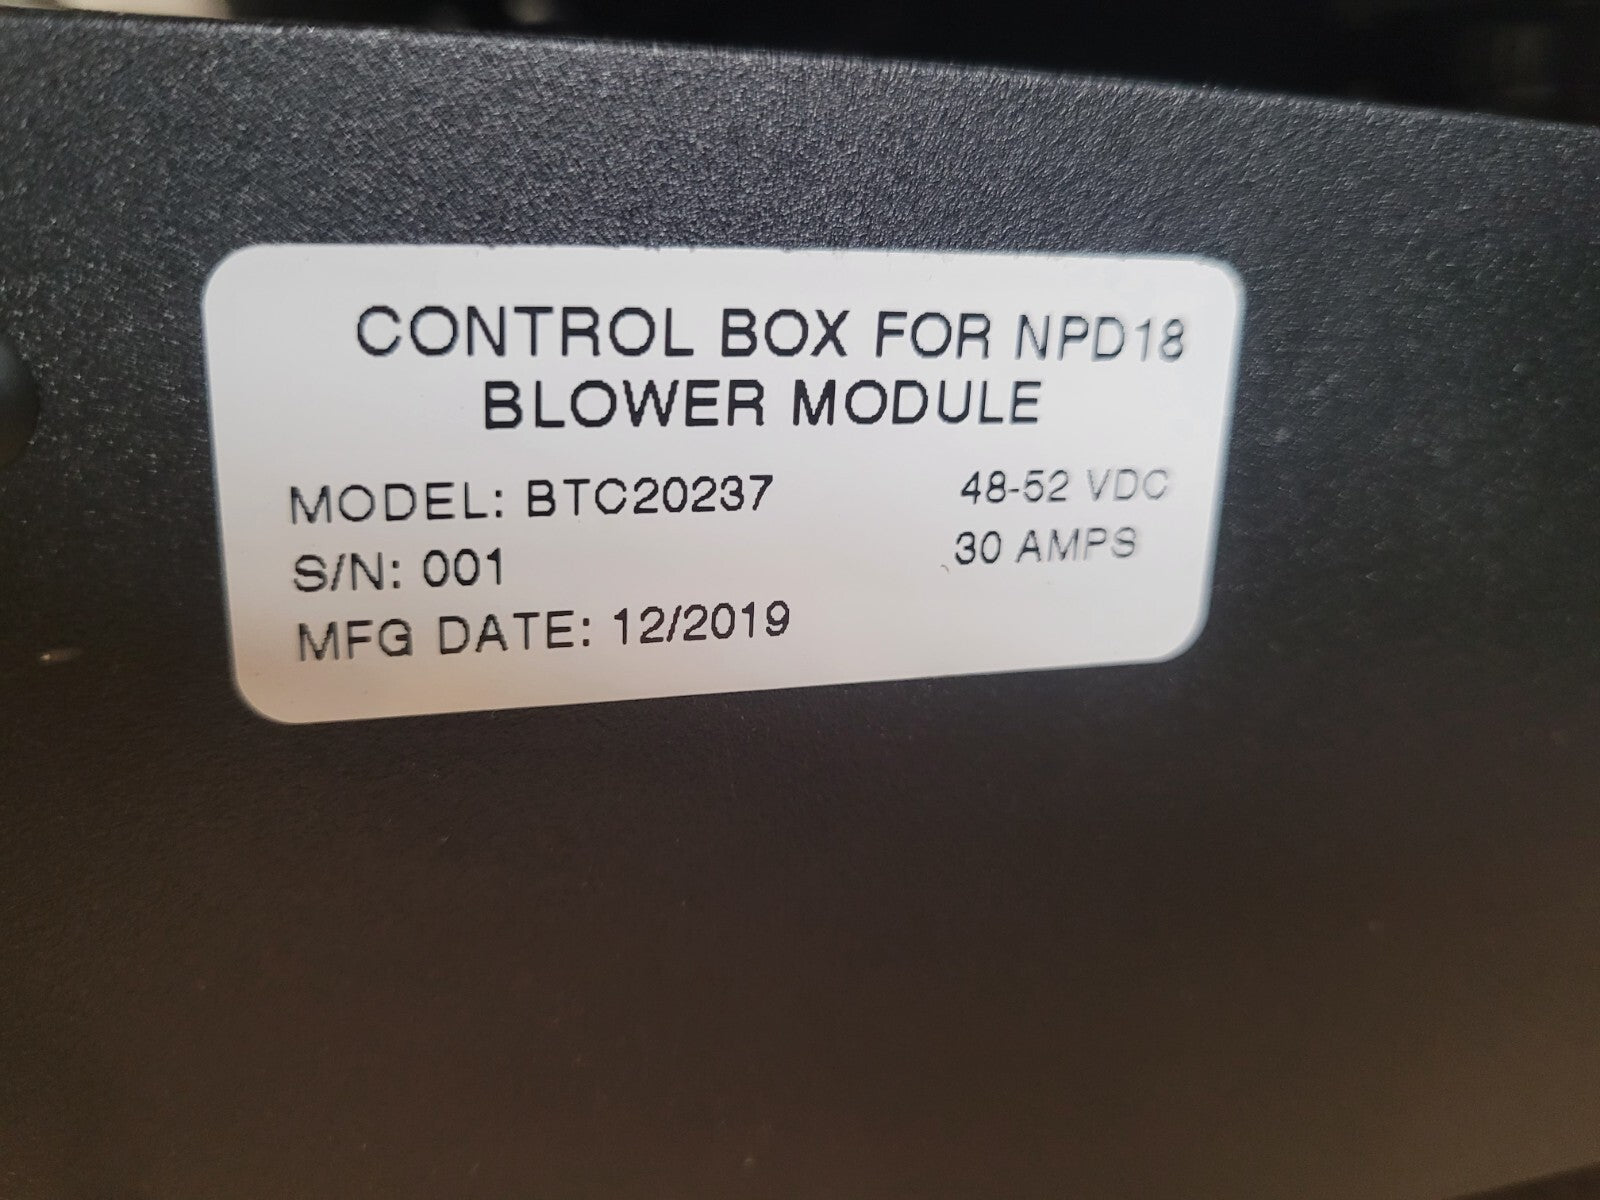 CONTROL BOX FOR NPD18
BLOWER MODULE
MODEL: BTC20237 48-52 VDC
S/N: 001 30 AMPS
MFG DATE: 12/2019